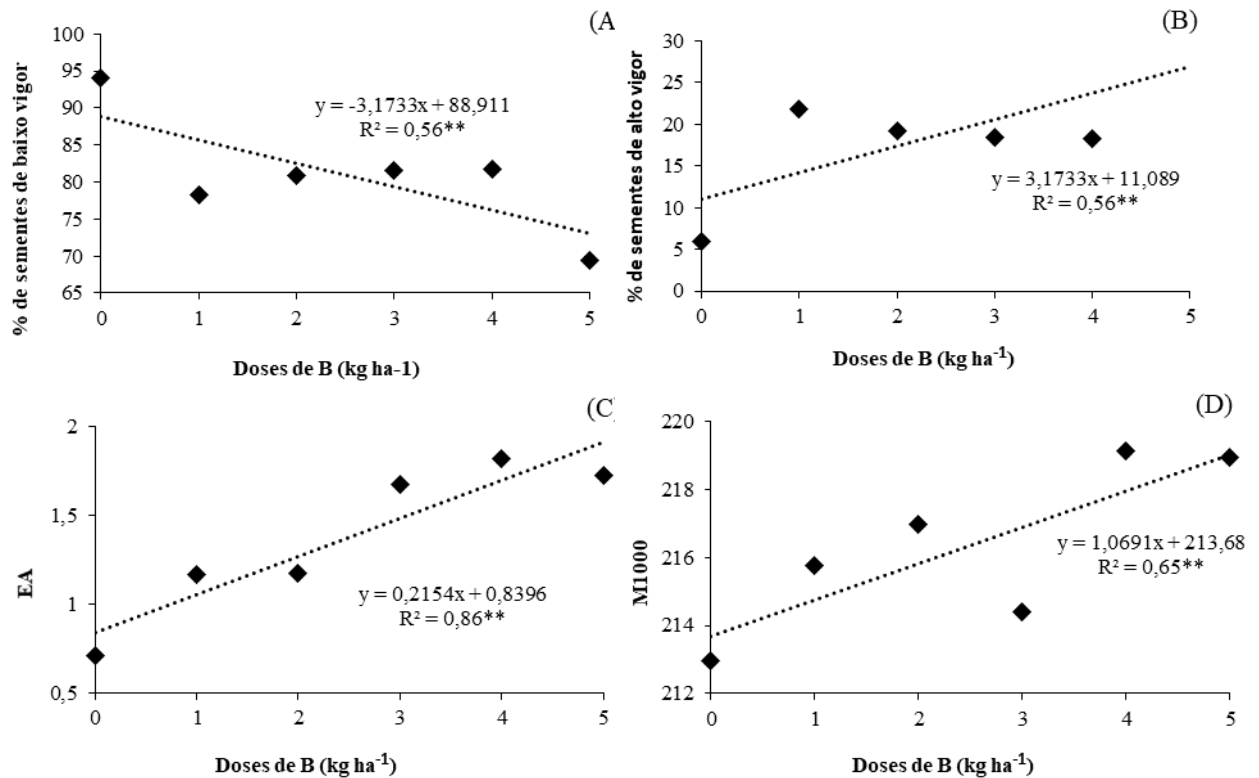 (A
% de sementes de baixo vigor
100
95
90
85
80
75
70
65
y = -3,1733x + 88,911
R² = 0,56**
0 1 2 3 4 5
Doses de B (kg ha-1)
(B)
% de sementes de alto vigor
30
25
20
15
10
5
0
y = 3,1733x + 11,089
R² = 0,56**
0 1 2 3 4 5
Doses de B (kg ha⁻¹)
(C
EA
2
1,5
1
0,5
y = 0,2154x + 0,8396
R² = 0,86**
0 1 2 3 4 5
Doses de B (kg ha⁻¹)
(D)
M1000
220
218
216
214
212
y = 1,0691x + 213,68
R² = 0,65**
0 1 2 3 4 5
Doses de B (kg ha⁻¹)